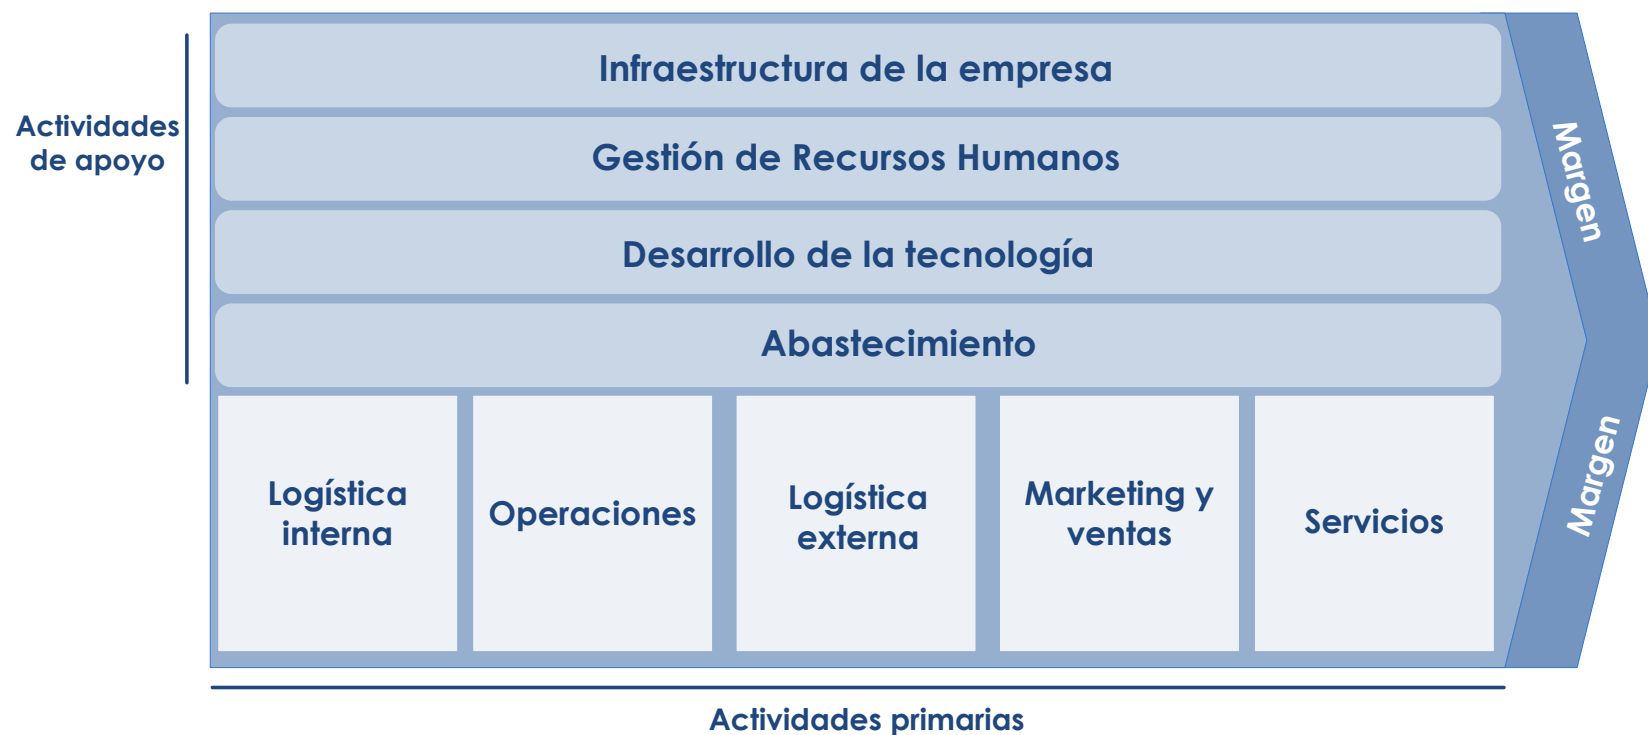 Infraestructura de la empresa
Actividades
de apoyo
Gestión de Recursos Humanos
Desarrollo de la tecnología
Abastecimiento
Margen
Logística
interna
Operaciones
Logística
externa
Marketing y
ventas
Servicios
Margen
Actividades primarias